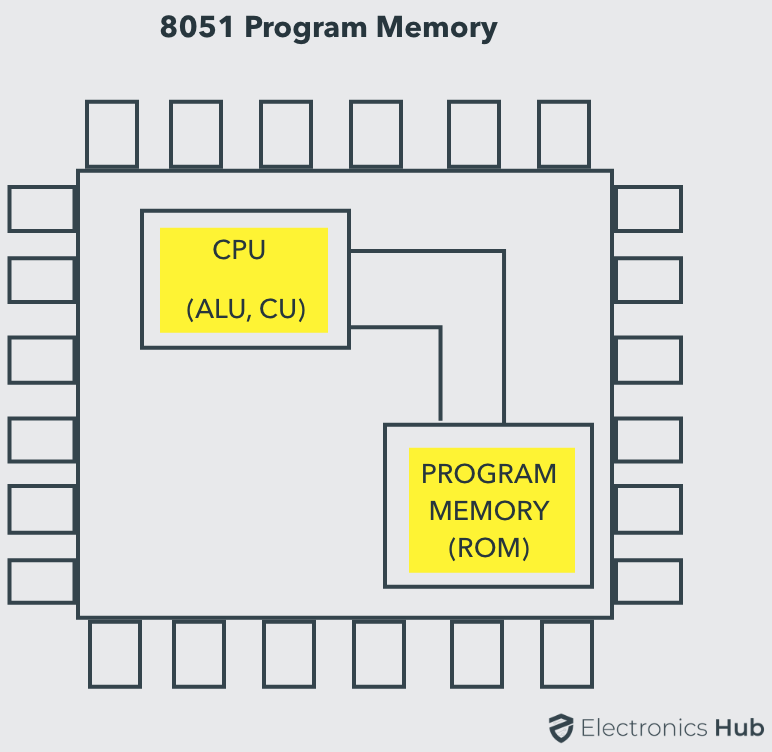 8051 Program Memory
CPU
(ALU, CU)
PROGRAM
MEMORY
(ROM)
Electronics Hub